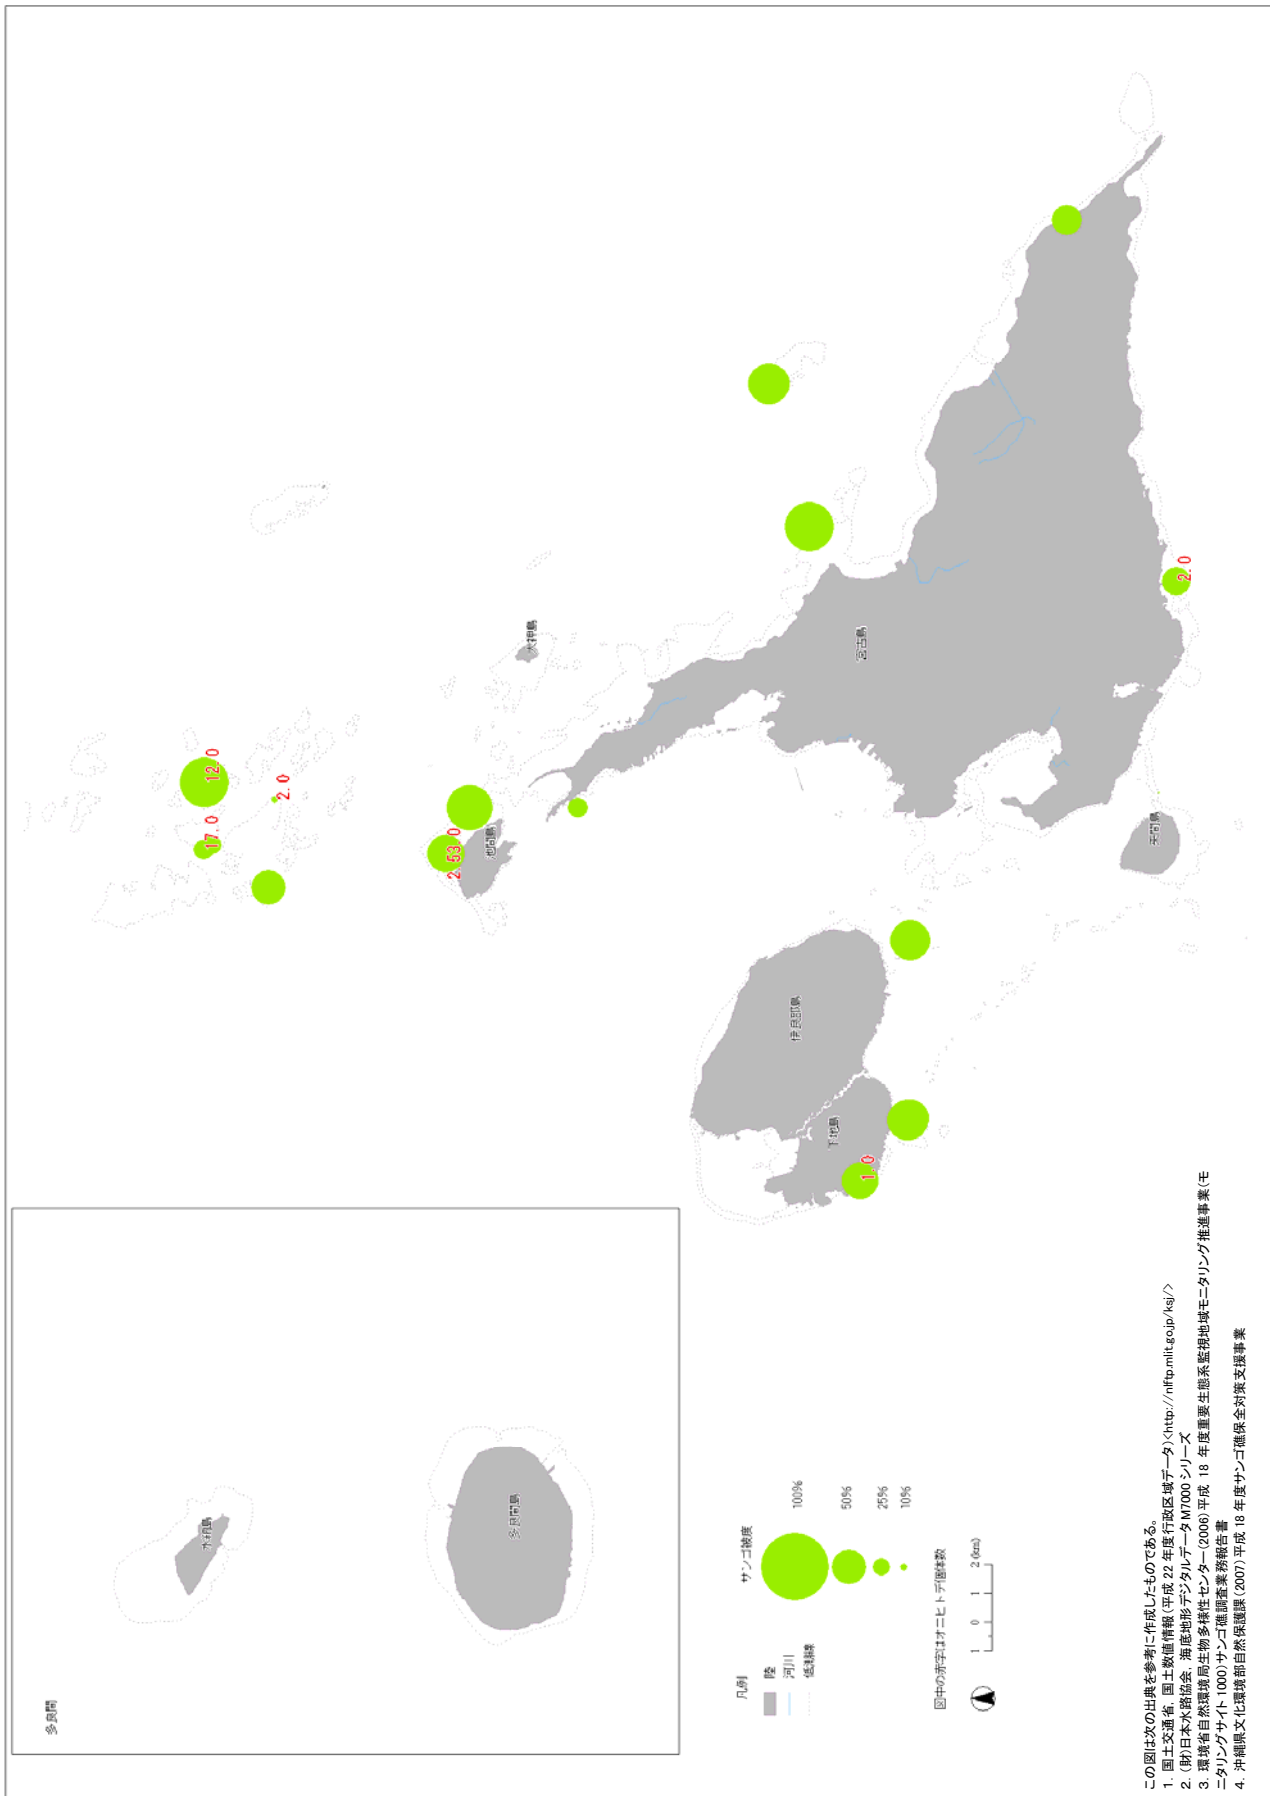 多良間
水納島
多良間島
大神島
池間島
宮古島
伊良部島
下地島
来間島
12.0
17.0
2.0
53.0
2.0
1.0
凡例
陸
河川
低潮線
サンゴ被度
100%
50%
25%
10%
図中の赤字はオニヒトデ個体数
1 0 1 2 (km)
この図は次の出典を参考に作成したものである。
1. 国土交通省, 国土数値情報(平成 22 年度行政区域データ)<http://nlftp.mlit.go.jp/ksj/>
2. (財)日本水路協会, 海底地形デジタルデータ M7000 シリーズ
3. 環境省自然環境局生物多様性センター(2006)平成 18 年度重要生態系監視地域モニタリング推進事業(モ
ニタリングサイト 1000)サンゴ礁調査業務報告書
4. 沖縄県文化環境部自然保護課(2007)平成 18 年度サンゴ礁保全対策支援事業